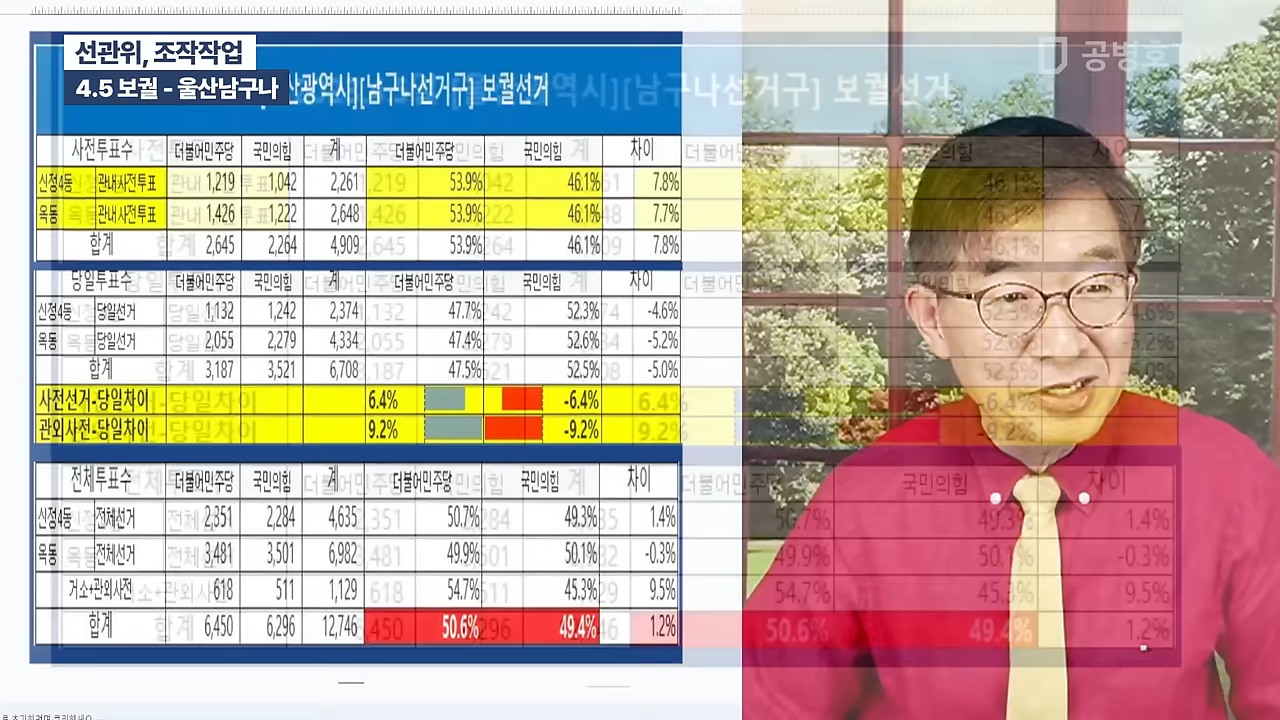 선관위, 조작작업
4.5 보궐 - 울산남구나
산광역시][남구나선거구] 보궐선거
공병호
사전투표수 더불어민주당 국민의힘 계 더불어민주당 국민의힘 차이
신정4동 관내사전투표 1,219 1,042 2,261 53.9% 46.1% 7.8%
옥동 관내사전투표 1,426 1,222 2,648 53.9% 46.1% 7.7%
합계 2,645 2,264 4,909 53.9% 46.1% 7.8%
당일투표수 더불어민주당 국민의힘 계 더불어민주당 국민의힘 차이
신정4동 당일선거 1,132 1,242 2,374 47.7% 52.3% -4.6%
옥동 당일선거 2,055 2,279 4,334 47.4% 52.6% -5.2%
합계 3,187 3,521 6,708 47.5% 52.5% -5.0%
사전선거-당일차이 6.4% -6.4%
관외사전-당일차이 9.2% -9.2%
전체투표수 더불어민주당 국민의힘 계 더불어민주당 국민의힘 차이
신정4동 전체선거 2,351 2,284 4,635 50.7% 49.3% 1.4%
옥동 전체선거 3,481 3,501 6,982 49.9% 50.1% -0.3%
거소+관외사전 618 511 1,129 54.7% 45.3% 9.5%
합계 6,450 6,296 12,746 50.6% 49.4% 1.2%